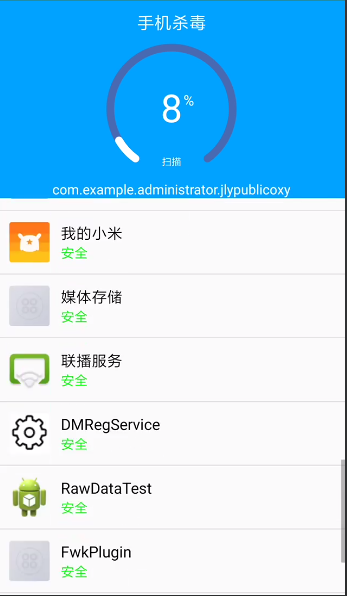 手机杀毒
8%
扫描
com.example.administrator.jlypublicoxy
我的小米
安全
媒体存储
安全
联播服务
安全
DMRegService
安全
RawDataTest
安全
FwkPlugin
安全